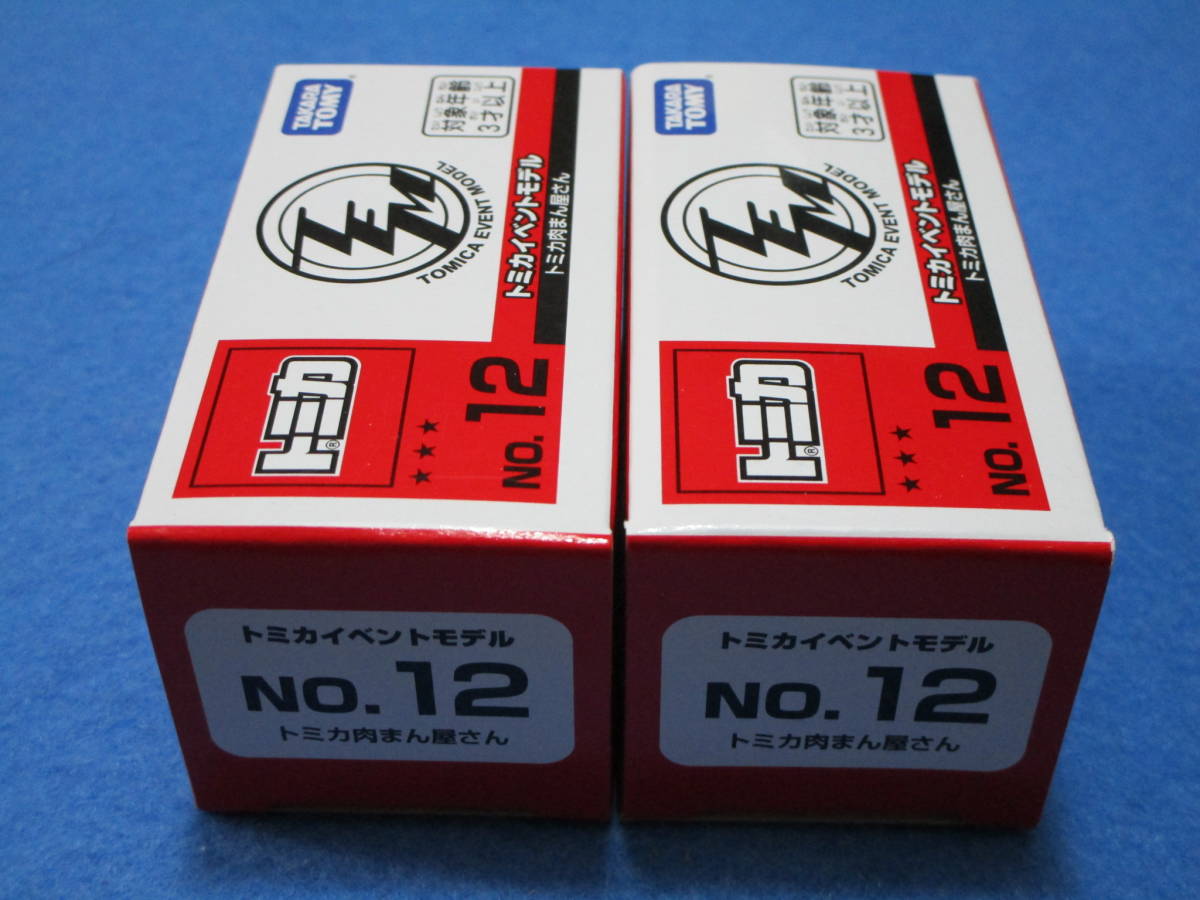 TAKARA
TOMY
対象年齢
3才以上
TEM
TOMICA EVENT MODEL
トミカイベントモデル
トミカ肉まん屋さん
トミカ®
NO. 12
トミカイベントモデル
NO. 12
トミカ肉まん屋さん
TAKARA
TOMY
対象年齢
3才以上
TEM
TOMICA EVENT MODEL
トミカイベントモデル
トミカ肉まん屋さん
トミカ®
NO. 12
トミカイベントモデル
NO. 12
トミカ肉まん屋さん